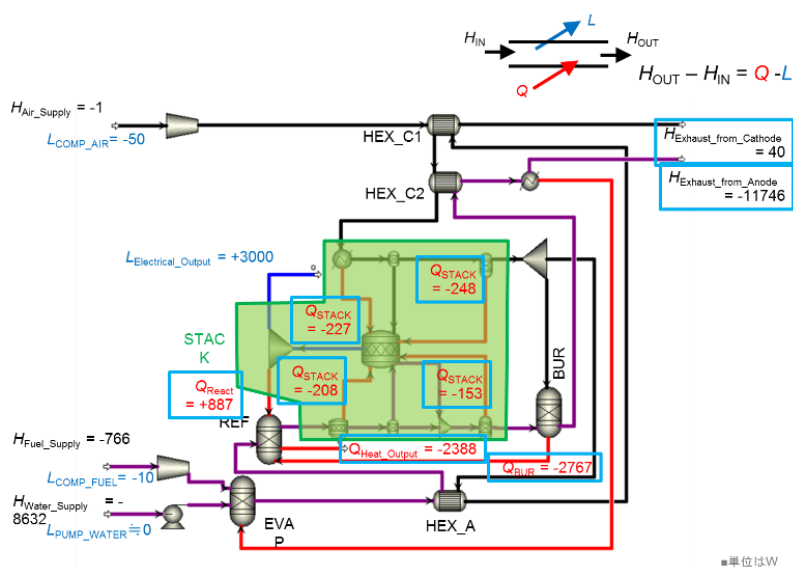 L
H_IN
H_OUT
H_OUT – H_IN = Q -L
Q
H_Air_Supply = -1
L_COMP_AIR= -50
HEX_C1
H_Exhaust_from_Cathode
= 40
HEX_C2
H_Exhaust_from_Anode
= -11746
L_Electrical_Output = +3000
Q_STACK
= -248
Q_STACK
= -227
STAC
K
Q_STACK
= -208
Q_STACK
= -153
BUR
Q_React
= +887
REF
Q_Heat_Output = -2388
H_Fuel_Supply = -766
Q_BUR = -2767
L_COMP_FUEL= -10
H_Water_Supply = -
8632
L_PUMP_WATER≒0
EVA
P
HEX_A
■単位はW